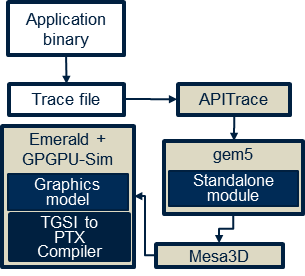 Application
binary
Trace file
APITrace
Emerald +
GPGPU-Sim
Graphics
model
TGSI to
PTX
Compiler
gem5
Standalone
module
Mesa3D